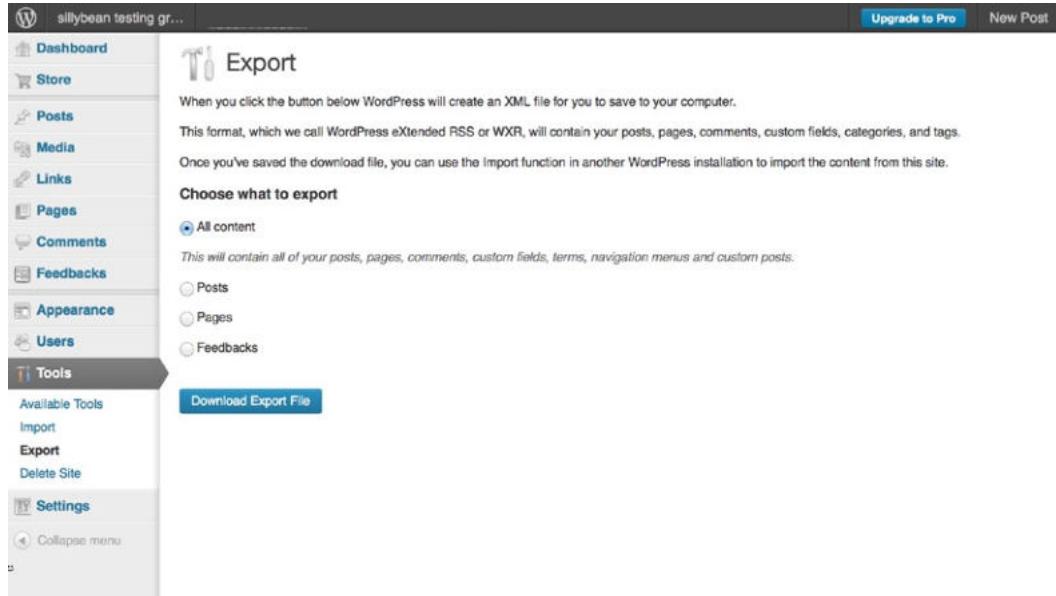 sillybean testing gr...
Upgrade to Pro
New Post
Dashboard
Store
Posts
Media
Links
Pages
Comments
Feedbacks
Appearance
Users
Tools
Available Tools
Import
Export
Delete Site
Settings
Collapse menu
Export
When you click the button below WordPress will create an XML file for you to save to your computer.
This format, which we call WordPress eXtended RSS or WXR, will contain your posts, pages, comments, custom fields, categories, and tags.
Once you've saved the download file, you can use the Import function in another WordPress installation to import the content from this site.
Choose what to export
All content
This will contain all of your posts, pages, comments, custom fields, terms, navigation menus and custom posts.
Posts
Pages
Feedbacks
Download Export File